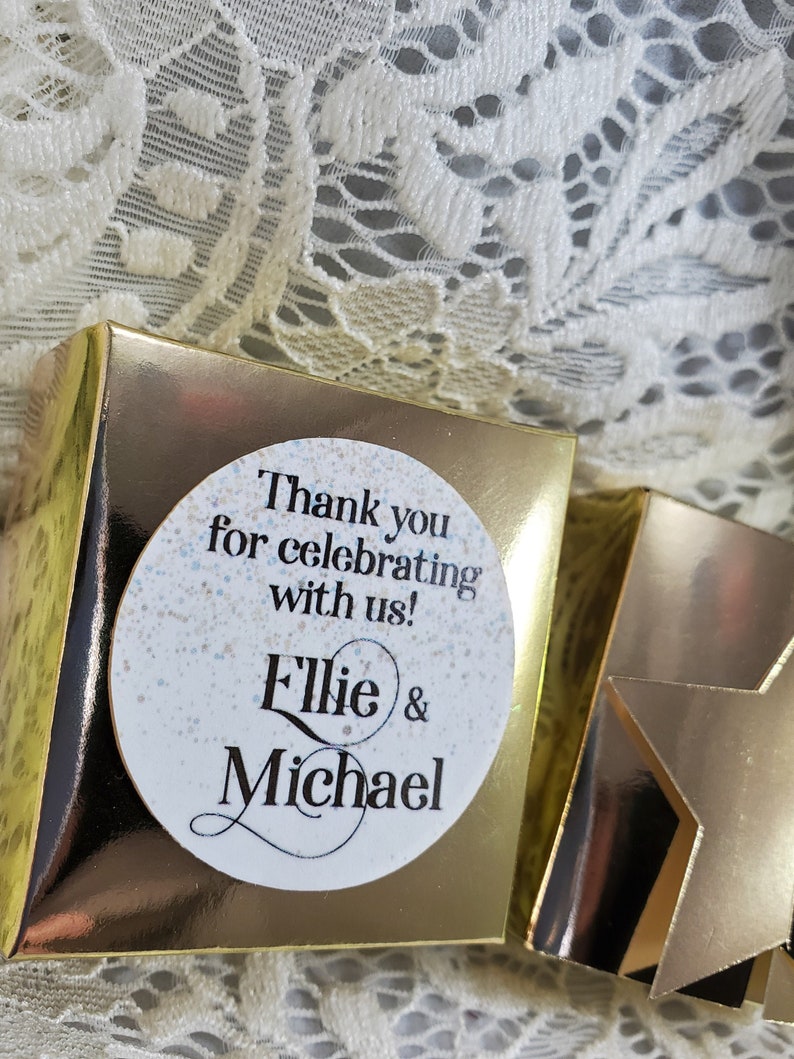 Thank you
for celebrating
with us!
Ellie &
Michael